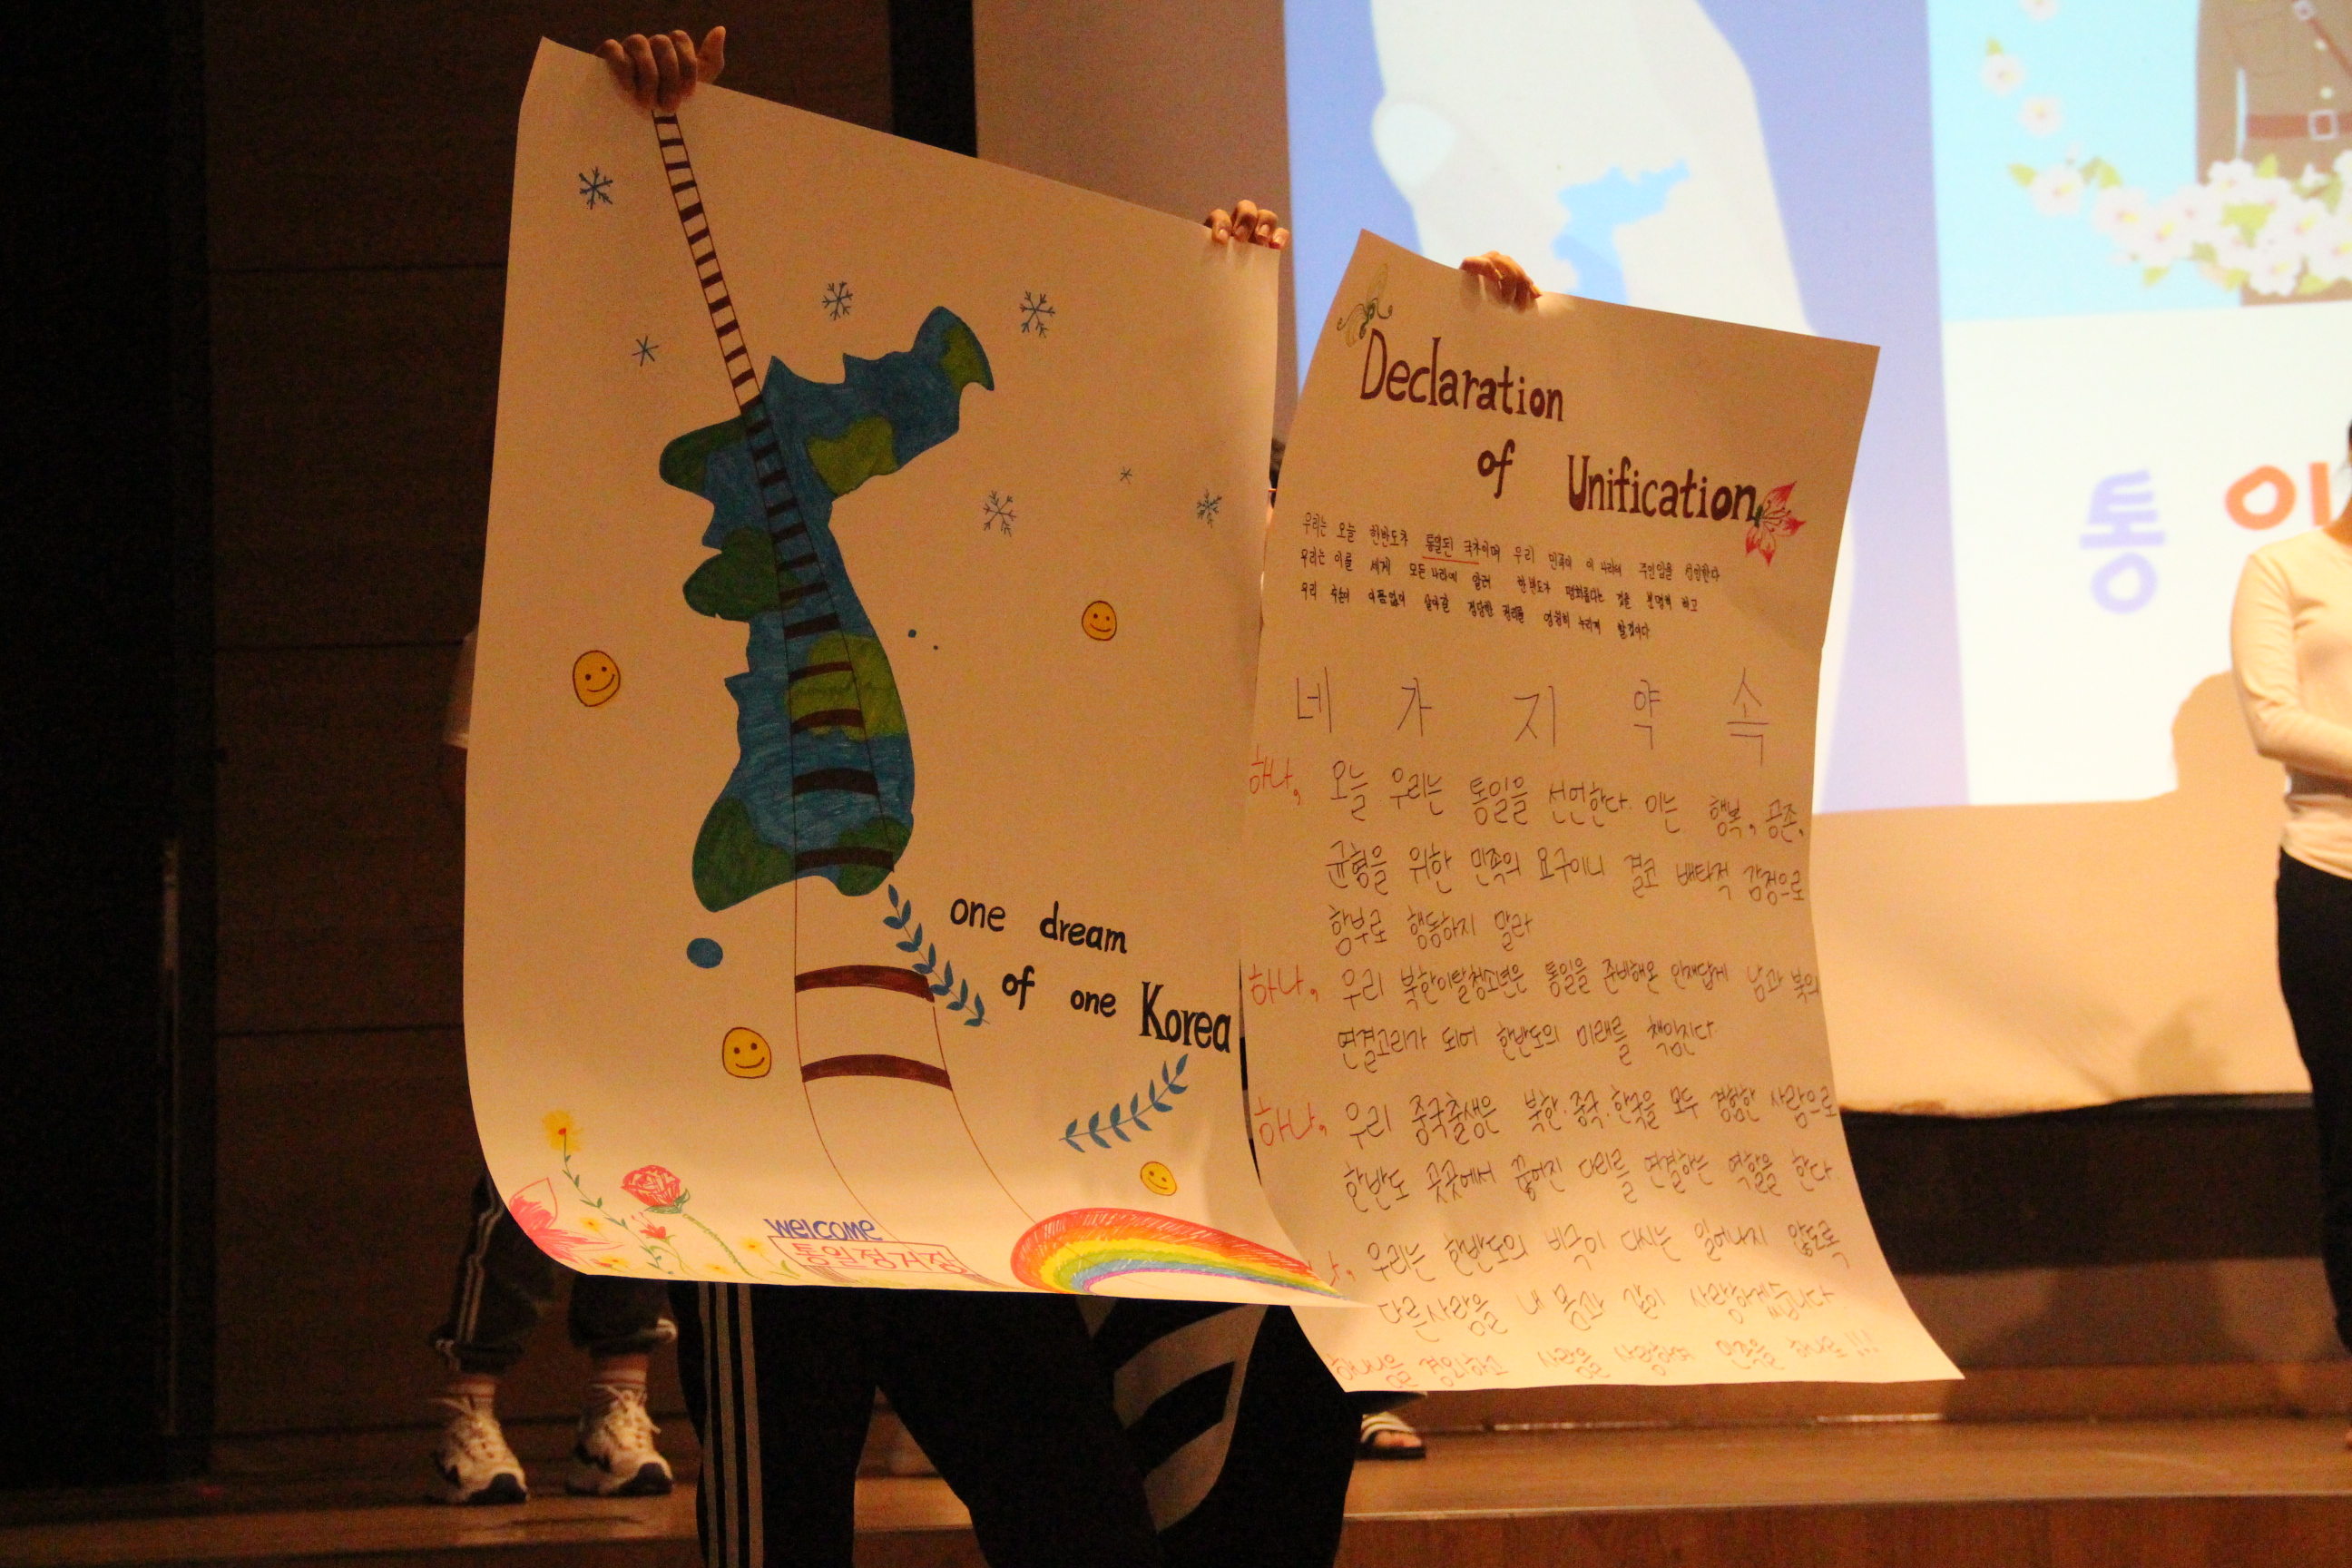 one dream
of one Korea
welcome
통일정거장
Declaration
of Unification
우리는 오늘 한반도가 통일된 국가이며 우리 민족이 이 나라에 주인임을 선언한다
우리는 이를 세계 모든 나라에 알려 한반도가 평화롭다는 것을 분명히 하고
우리 자손이 어둠없이 살아갈 정당한 권리를 영원히 누리게 할것이다
네 가지 약속
하나, 오늘 우리는 통일을 선언한다. 이는 행복, 공존,
균형을 위한 민족의 요구이니 결코 배타적 감정으로
함부로 행동하지 말라
하나, 우리 북한이탈청소년은 통일을 준비해온 인재답게 남과 북의
연결고리가 되어 한반도의 미래를 책임진다
하나, 우리 중국출생은 북한·중국·한국을 모두 경험한 사람으로
한반도 곳곳에서 끊어진 다리를 연결하는 역할을 한다.
우리는 한반도의 비극이 다시는 일어나지 않도록
다른사람을 내 몸과 같이 사랑하겠습니다
사람을 사랑하며 민족을 하나로!!!
통 이